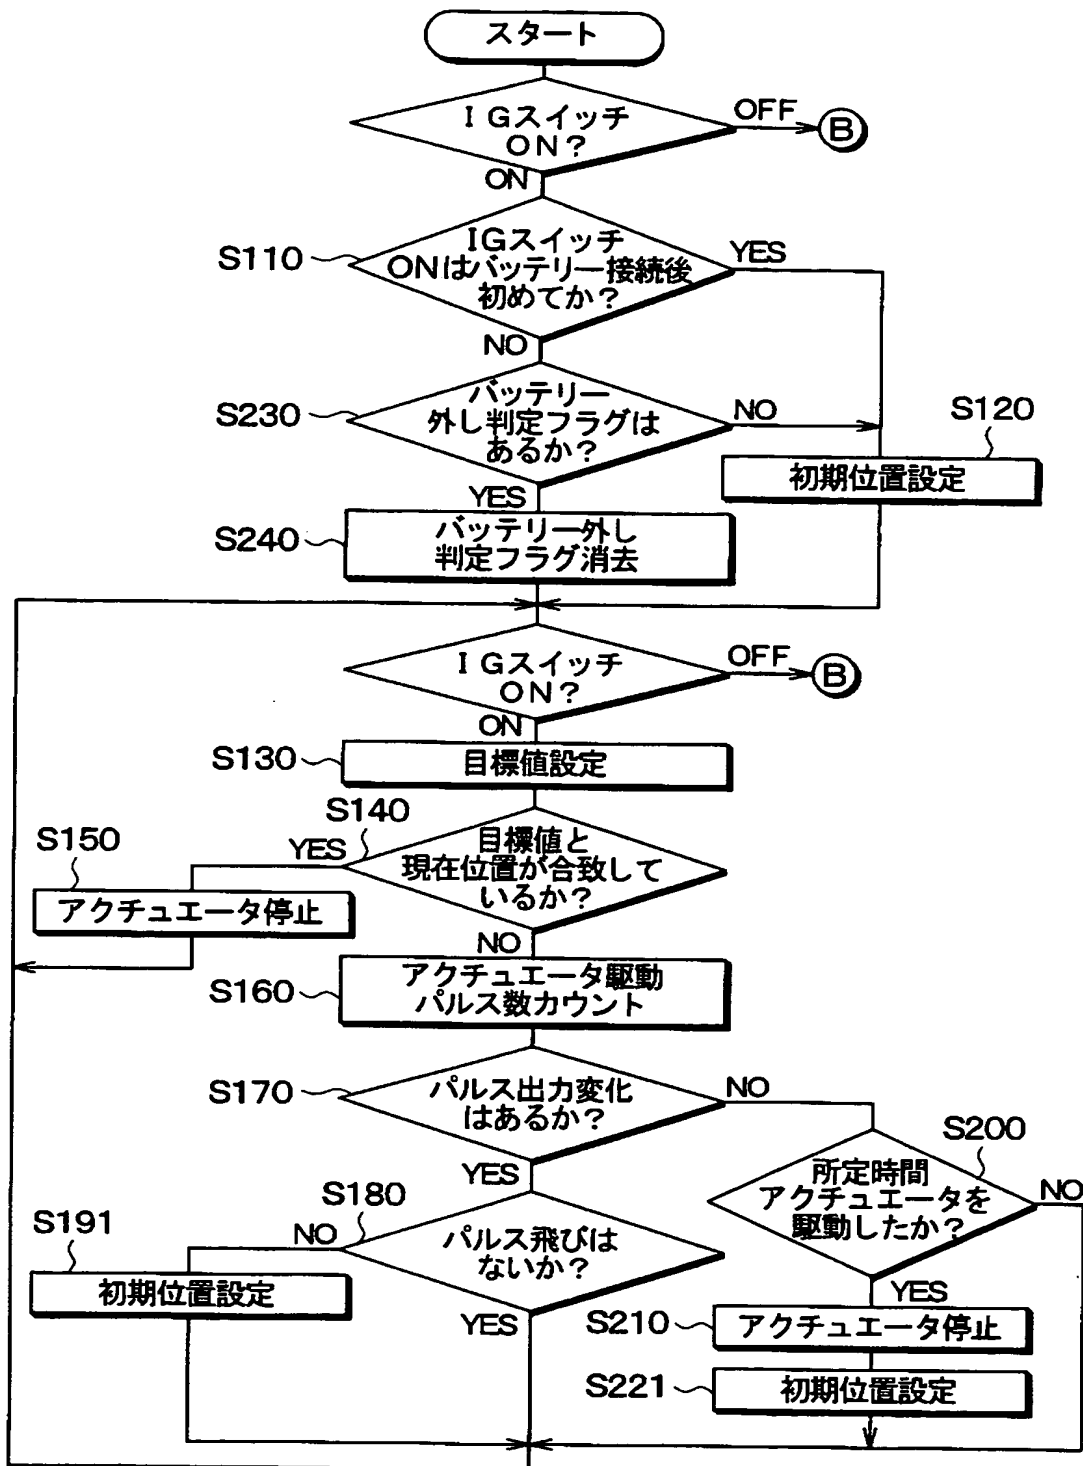 スタート
IGスイッチ
ON?
OFF
B
ON
S110
IGスイッチ
ONはバッテリー接続後
初めてか?
YES
NO
S230
バッテリー
外し判定フラグは
あるか?
NO
S120
初期位置設定
YES
S240
バッテリー外し
判定フラグ消去
IGスイッチ
ON?
OFF
B
ON
S130
目標値設定
S140
目標値と
現在位置が合致して
いるか?
YES
S150
アクチュエータ停止
NO
S160
アクチュエータ駆動
パルス数カウント
S170
パルス出力変化
はあるか?
NO
YES
S200
所定時間
アクチュエータを
駆動したか?
NO
S180
パルス飛びは
ないか?
NO
S191
初期位置設定
YES
YES
S210
アクチュエータ停止
S221
初期位置設定